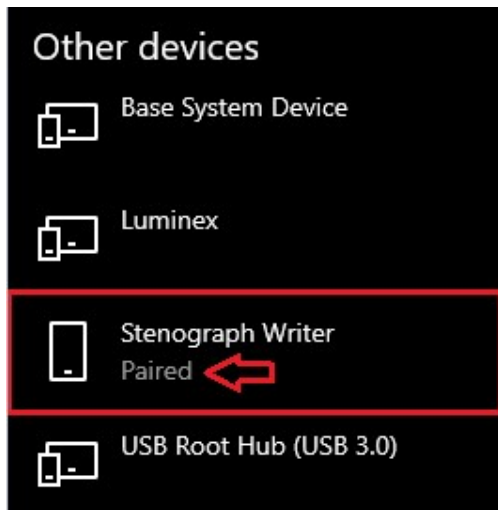 Other devices
Base System Device
Luminex
Stenograph Writer
Paired
USB Root Hub (USB 3.0)